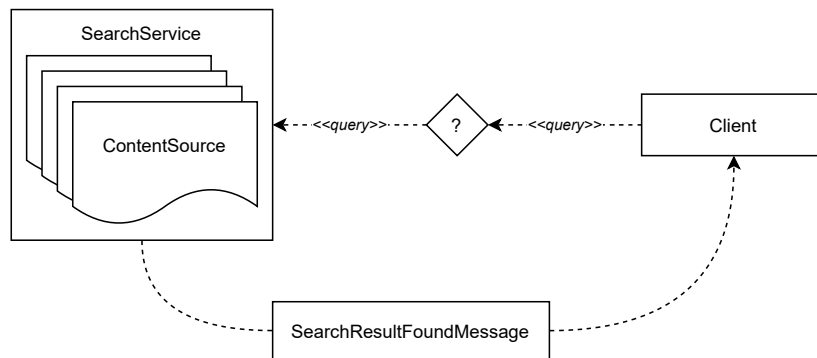 SearchService
ContentSource
<<query>>
?
<<query>>
Client
SearchResultFoundMessage